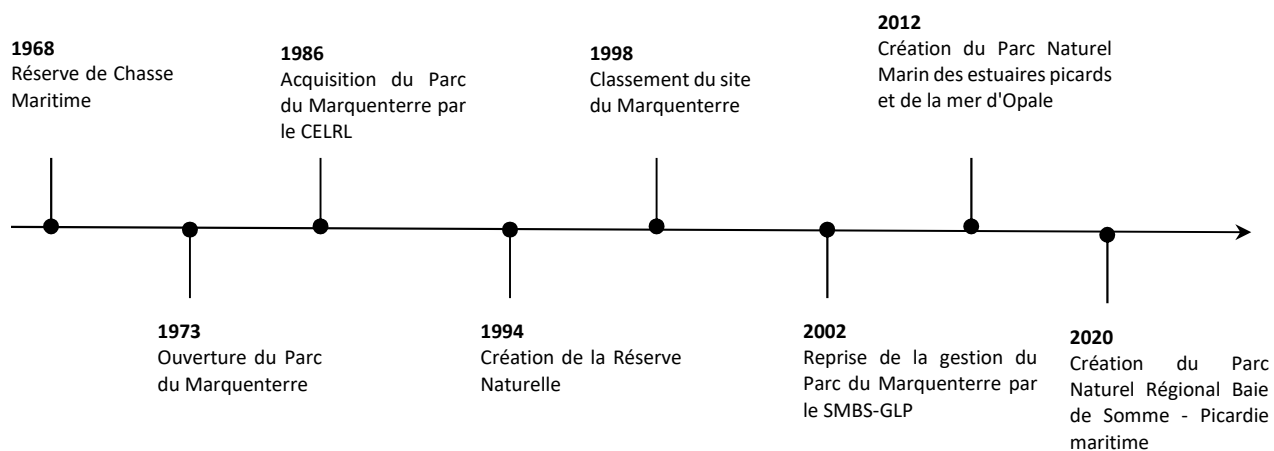 1968
Réserve de Chasse
Maritime
1973
Ouverture du Parc
du Marquenterre
1986
Acquisition du Parc
du Marquenterre par
le CELRL
1994
Création de la Réserve
Naturelle
1998
Classement du site
du Marquenterre
2002
Reprise de la gestion du
Parc du Marquenterre par
le SMBS-GLP
2012
Création du Parc Naturel
Marin des estuaires picards
et de la mer d'Opale
2020
Création du Parc
Naturel Régional Baie
de Somme - Picardie
maritime